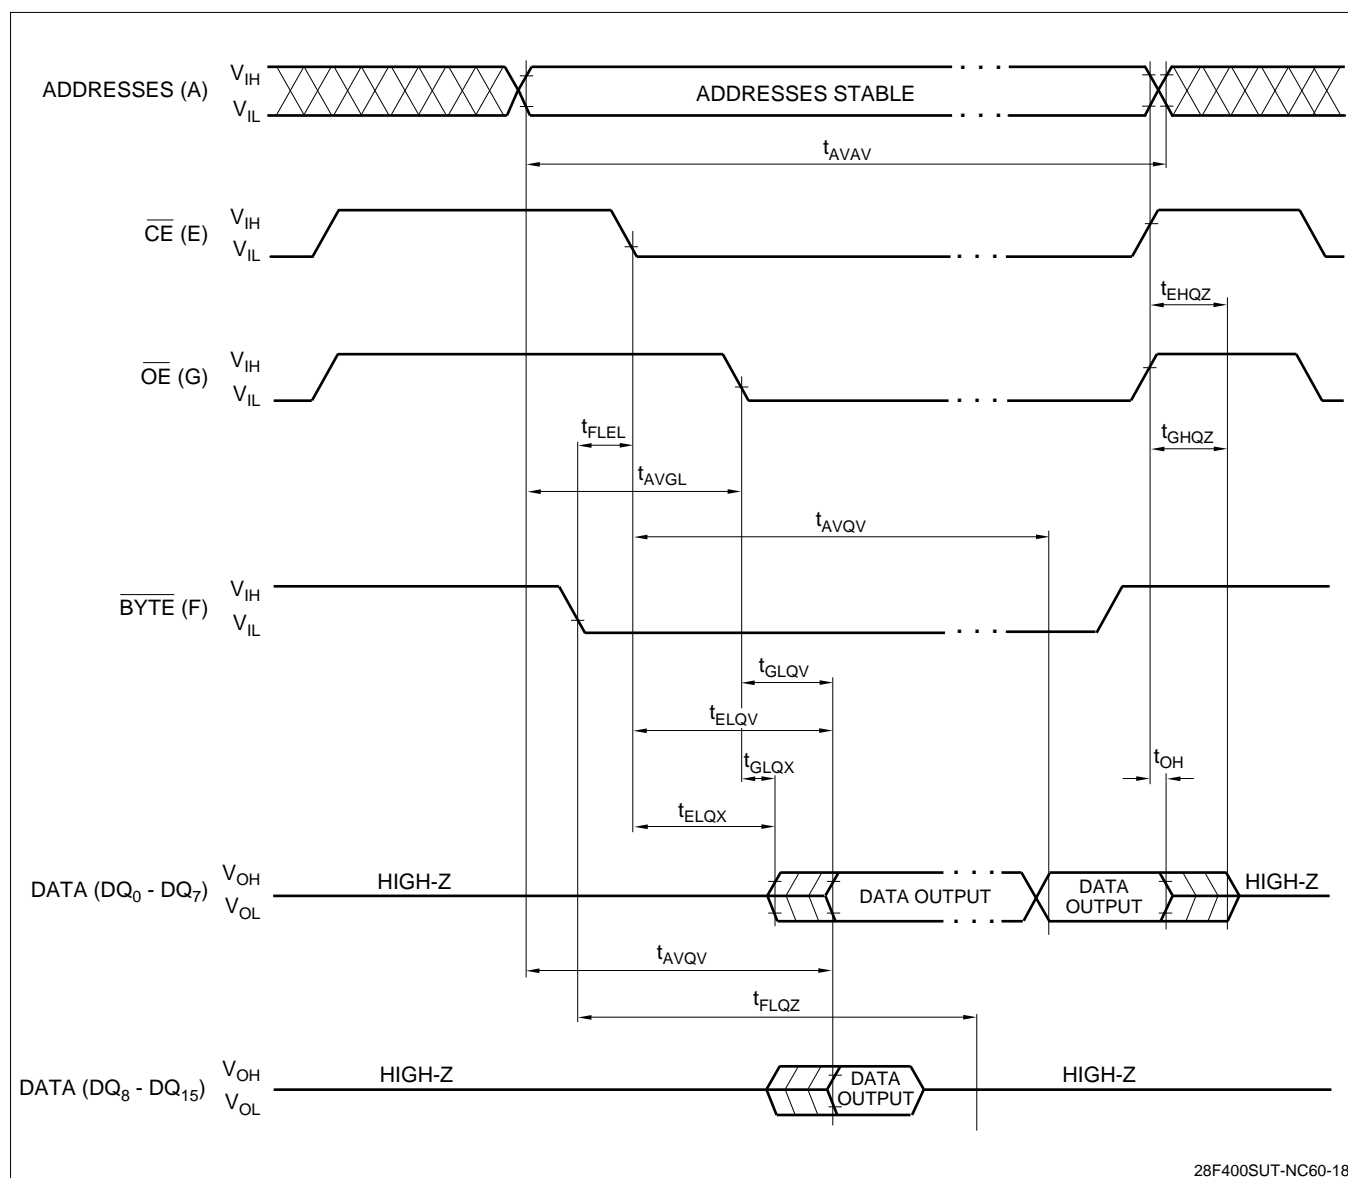 ADDRESSES (A)
VIH
VIL
ADDRESSES STABLE
tAVAV
CE (E)
VIH
VIL
tEHQZ
OE (G)
VIH
VIL
tFLEL
tGHQZ
tAVGL
tAVQV
BYTE (F)
VIH
VIL
tGLQV
tELQV
tGLQX
tOH
tELQX
DATA (DQ0 - DQ7)
VOH
VOL
HIGH-Z
DATA OUTPUT
DATA
OUTPUT
HIGH-Z
tAVQV
tFLQZ
DATA (DQ8 - DQ15)
VOH
VOL
HIGH-Z
DATA
OUTPUT
HIGH-Z
28F400SUT-NC60-18